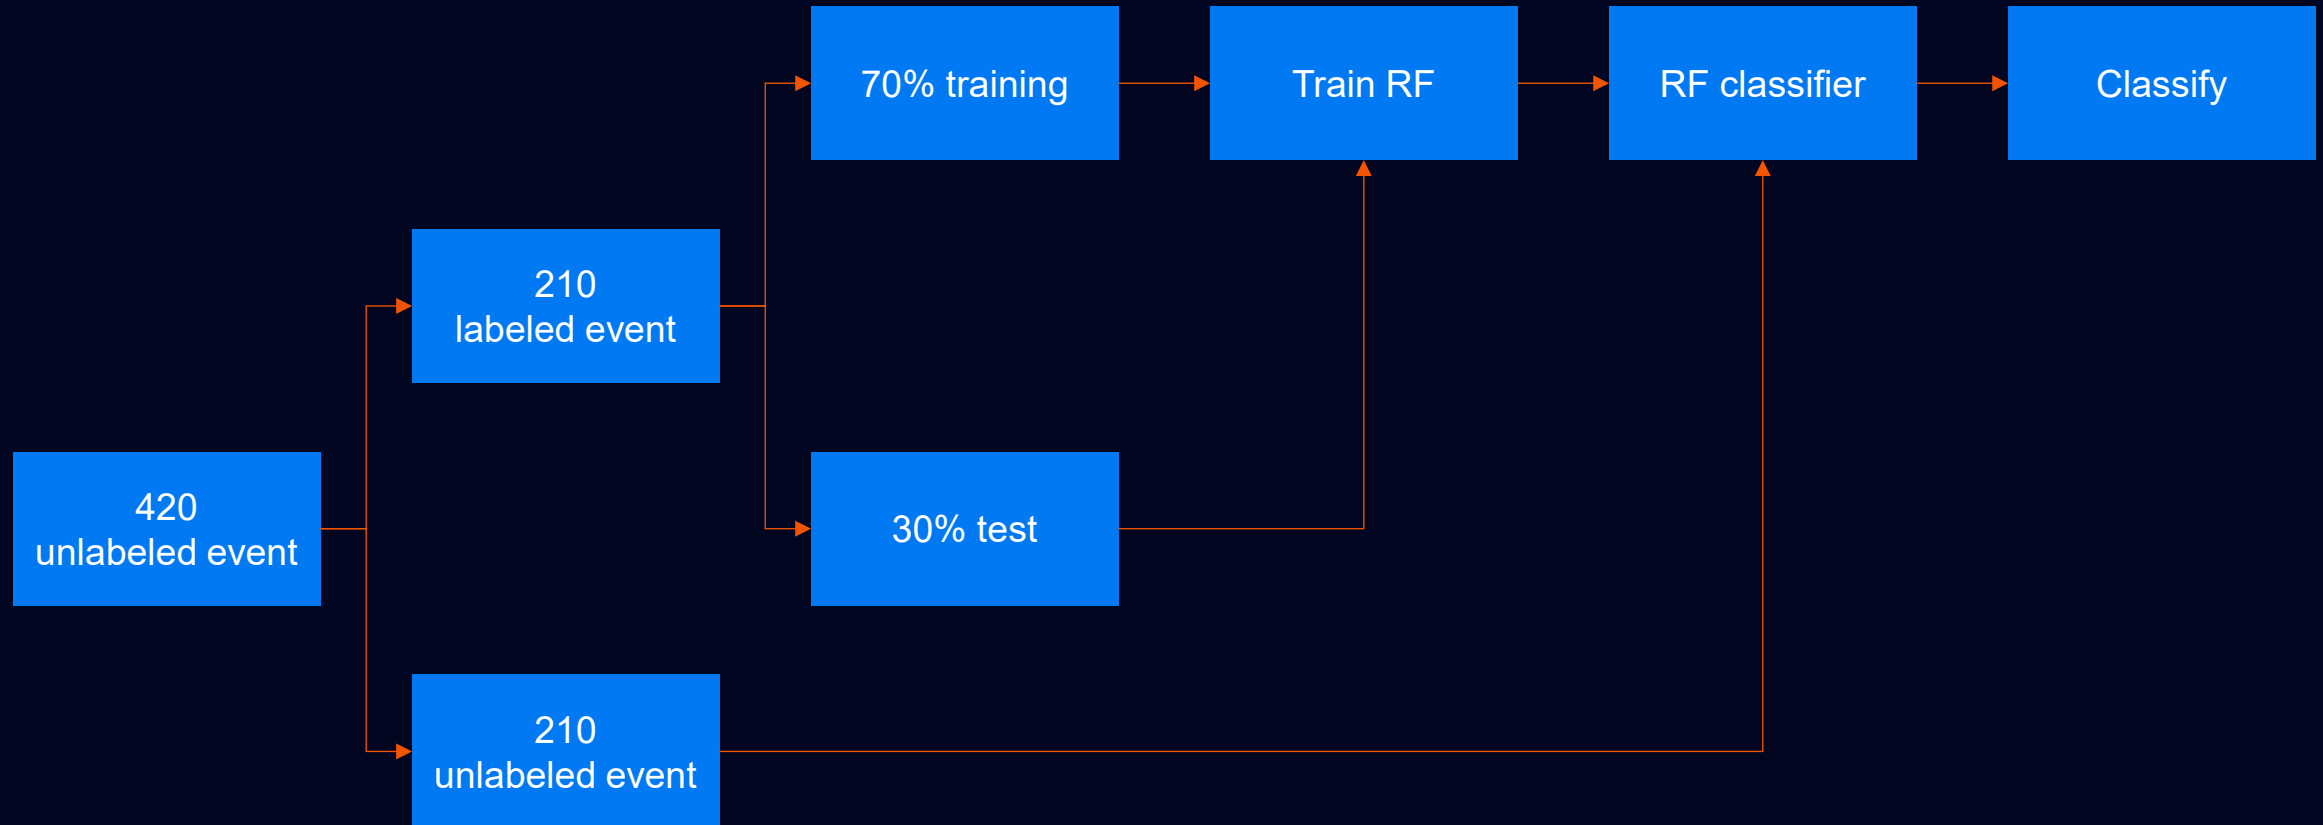 70% training
Train RF
RF classifier
Classify
210
labeled event
420
unlabeled event
30% test
210
unlabeled event